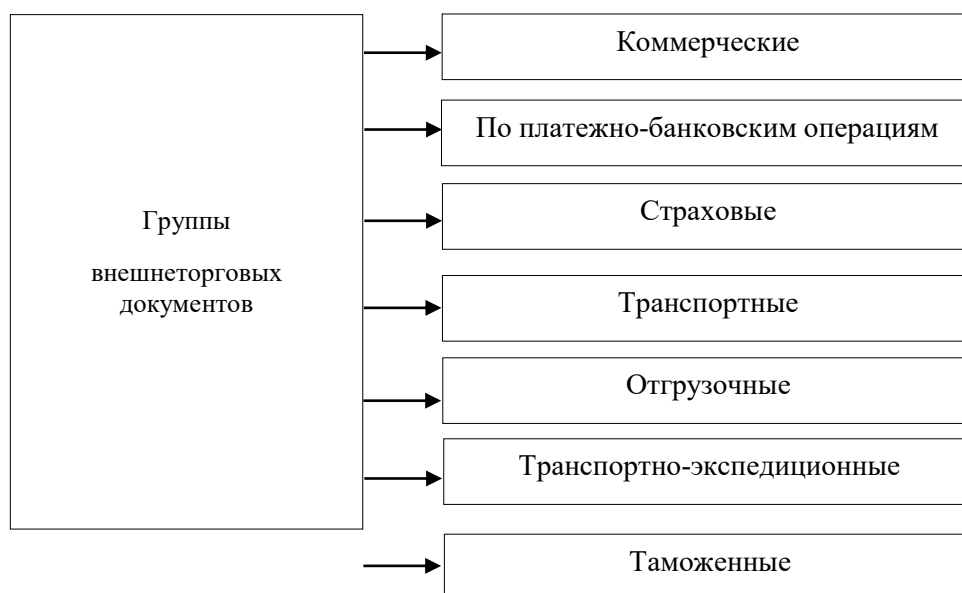 Группы
внешнеторговых
документов
Коммерческие
По платежно-банковским операциям
Страховые
Транспортные
Отгрузочные
Транспортно-экспедиционные
Таможенные